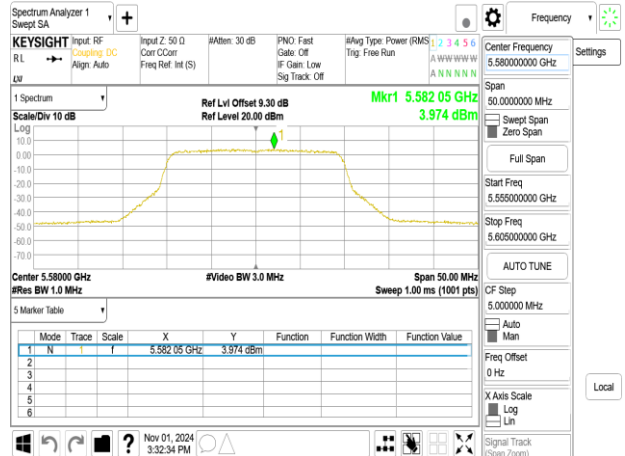 Spectrum Analyzer 1
Swept SA
+
Frequency
Settings
KEYSIGHT
RL
LXI
Input: RF
Coupling: DC
Align: Auto
Input Z: 50 Ω
Corr CCorr
Freq Ref: Int (S)
#Atten: 30 dB
PNO: Fast
Gate: Off
IF Gain: Low
Sig Track: Off
#Avg Type: Power (RMS
Trig: Free Run
1 2 3 4 5 6
A W W W W W
A N N N N N
1 Spectrum
Scale/Div 10 dB
Log
Ref Lvl Offset 9.30 dB
Ref Level 20.00 dBm
Mkr1 5.582 05 GHz
3.974 dBm
1
10.0
0.00
-10.0
-20.0
-30.0
-40.0
-50.0
-60.0
-70.0
Center 5.58000 GHz
#Res BW 1.0 MHz
#Video BW 3.0 MHz
Span 50.00 MHz
Sweep 1.00 ms (1001 pts)
5 Marker Table
Mode Trace Scale X Y Function Function Width Function Value
1 N 1 f 5.582 05 GHz 3.974 dBm
2
3
4
5
6
?
Nov 01, 2024
3:32:34 PM
Center Frequency
5.580000000 GHz
Span
50.0000000 MHz
Swept Span
Zero Span
Full Span
Start Freq
5.555000000 GHz
Stop Freq
5.605000000 GHz
AUTO TUNE
CF Step
5.000000 MHz
Auto
Man
Freq Offset
0 Hz
X Axis Scale
Log
Lin
Signal Track
(Span Zoom)
Local